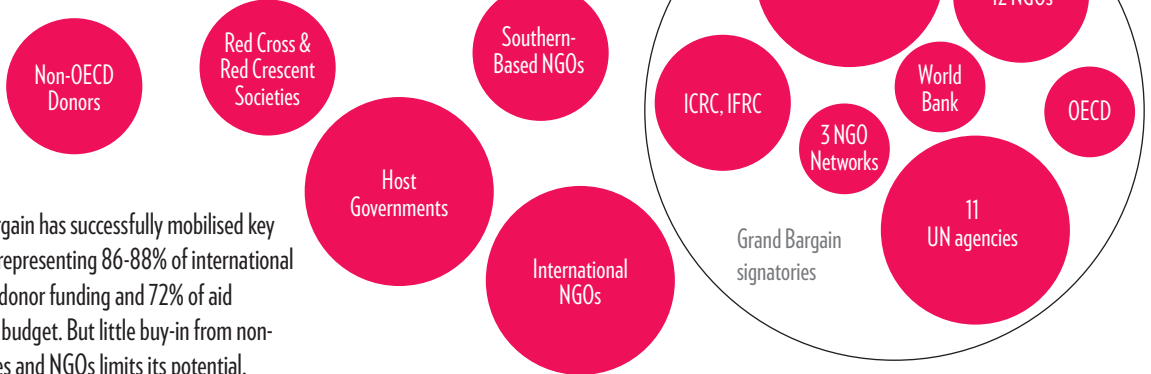 12 NGOs
Non-OECD
Donors
Red Cross &
Red Crescent
Societies
Southern-
Based NGOs
ICRC, IFRC
World
Bank
OECD
3 NGO
Networks
Host
Governments
11
UN agencies
Grand Bargain
signatories
International
NGOs
has successfully mobilised key
representing 86-88% of international
donor funding and 72% of aid
budget. But little buy-in from non-
and NGOs limits its potential.